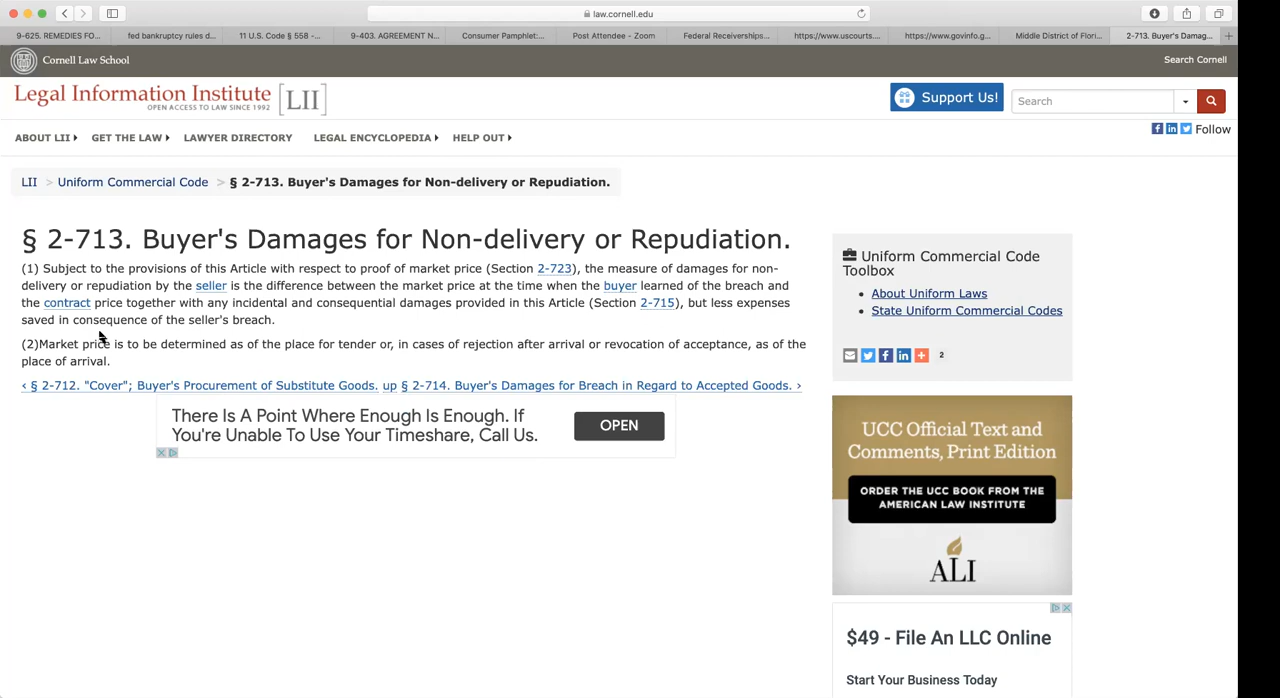 law.cornell.edu
9-625. REMEDIES FO...
fed bankruptcy rules d...
11 U.S. Code § 558 -...
9-403. AGREEMENT N...
Consumer Pamphlet:...
Post Attendee - Zoom
Federal Receiverships...
https://www.uscourts....
https://www.govinfo.g...
Middle District of Flori...
2-713. Buyer's Damag...
Cornell Law School
Search Cornell
Legal Information Institute [LII]
OPEN ACCESS TO LAW SINCE 1992
Support Us!
Search
ABOUT LII
GET THE LAW
LAWYER DIRECTORY
LEGAL ENCYCLOPEDIA
HELP OUT
Follow
LII > Uniform Commercial Code > § 2-713. Buyer's Damages for Non-delivery or Repudiation.
§ 2-713. Buyer's Damages for Non-delivery or Repudiation.
(1) Subject to the provisions of this Article with respect to proof of market price (Section 2-723), the measure of damages for non-
delivery or repudiation by the seller is the difference between the market price at the time when the buyer learned of the breach and
the contract price together with any incidental and consequential damages provided in this Article (Section 2-715), but less expenses
saved in consequence of the seller's breach.
(2)Market price is to be determined as of the place for tender or, in cases of rejection after arrival or revocation of acceptance, as of the
place of arrival.
‹ § 2-712. "Cover"; Buyer's Procurement of Substitute Goods. up § 2-714. Buyer's Damages for Breach in Regard to Accepted Goods. ›
There Is A Point Where Enough Is Enough. If
You're Unable To Use Your Timeshare, Call Us.
OPEN
Uniform Commercial Code
Toolbox
About Uniform Laws
State Uniform Commercial Codes
2
UCC Official Text and
Comments, Print Edition
ORDER THE UCC BOOK FROM THE
AMERICAN LAW INSTITUTE
ALI
$49 - File An LLC Online
Start Your Business Today